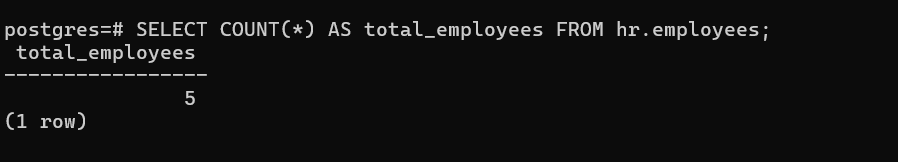 postgres=# SELECT COUNT(*) AS total_employees FROM hr.employees;
 total_employees
-----------------
               5
(1 row)